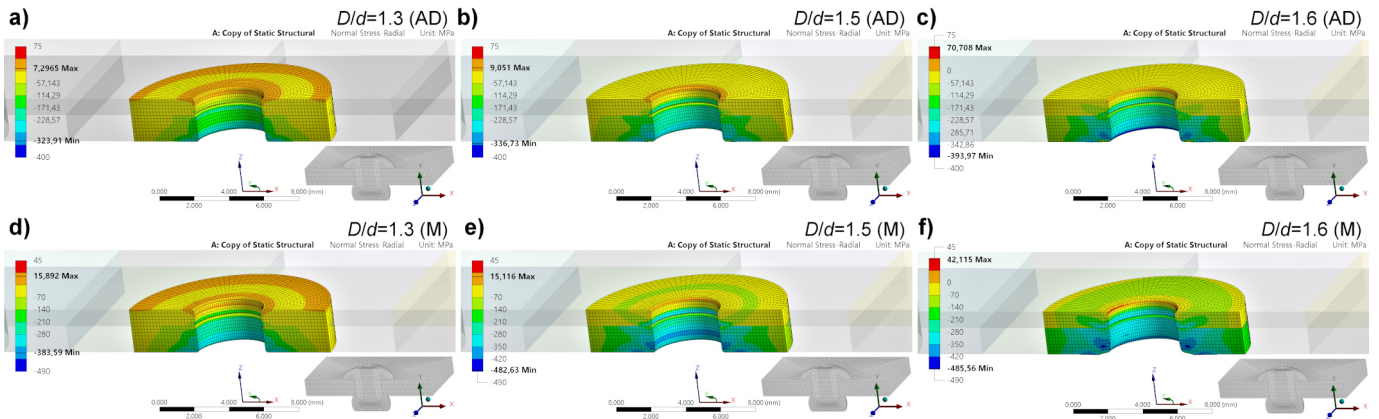 a) D/d=1.3 (AD)
A: Copy of Static Structural Normal Stress-Radial Unit: MPa
75
7,2965 Max
-57,143
-114,29
-171,43
-228,57
-323,91 Min
-400
Z
X
Y
X
0.000 4.000 8.000 (mm)
2.000 6.000
b) D/d=1.5 (AD)
A: Copy of Static Structural Normal Stress-Radial Unit: MPa
75
9,051 Max
-57,143
-114,29
-171,43
-228,57
-336,73 Min
-400
Z
X
Y
X
0.000 4.000 8.000 (mm)
2.000 6.000
c) D/d=1.6 (AD)
A: Copy of Static Structural Normal Stress-Radial Unit: MPa
75
70,708 Max
0
-57,143
-114,29
-171,43
-228,57
-285,71
-342,86
-393,97 Min
-400
Z
X
Y
X
0.000 4.000 8.000 (mm)
2.000 6.000
d) D/d=1.3 (M)
A: Copy of Static Structural Normal Stress-Radial Unit: MPa
45
15,892 Max
-70
-140
-210
-280
-383,59 Min
-490
Z
X
Y
X
0.000 4.000 8.000 (mm)
2.000 6.000
e) D/d=1.5 (M)
A: Copy of Static Structural Normal Stress-Radial Unit: MPa
45
15,116 Max
-70
-140
-210
-280
-350
-420
-482,63 Min
-490
Z
X
Y
X
0.000 4.000 8.000 (mm)
2.000 6.000
f) D/d=1.6 (M)
A: Copy of Static Structural Normal Stress-Radial Unit: MPa
45
42,115 Max
0
-70
-140
-210
-280
-350
-420
-485,56 Min
-490
Z
X
Y
X
0.000 4.000 8.000 (mm)
2.000 6.000